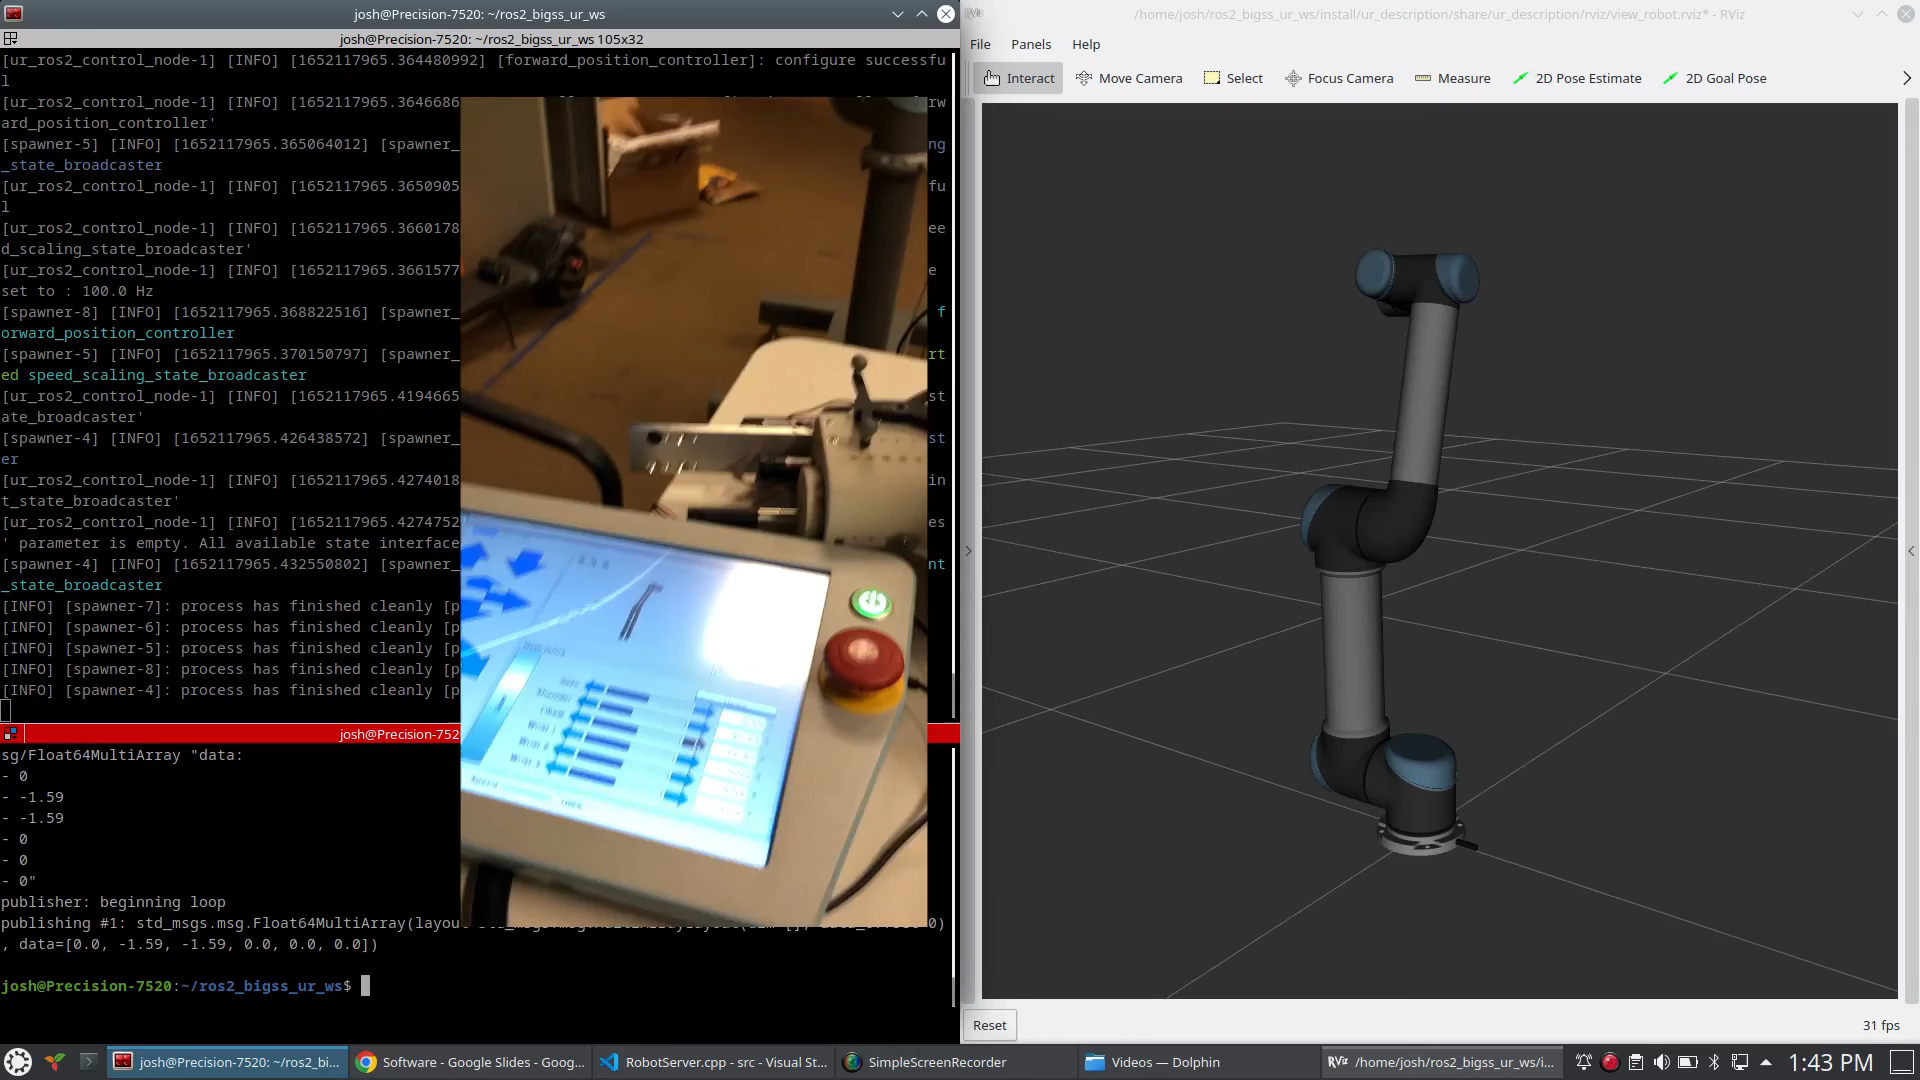 josh@Precision-7520: ~/ros2_bigss_ur_ws
josh@Precision-7520: ~/ros2_bigss_ur_ws 105x32
[ur_ros2_control_node-1] [INFO] [1652117965.364480992] [forward_position_controller]: configure successfu
l
[ur_ros2_control_node-1] [INFO] [1652117965.3646686
rw
ard_position_controller'
[spawner-5] [INFO] [1652117965.365064012] [spawner_
ng
_state_broadcaster
[ur_ros2_control_node-1] [INFO] [1652117965.3650905
fu
l
[ur_ros2_control_node-1] [INFO] [1652117965.3660178
ee
d_scaling_state_broadcaster'
[ur_ros2_control_node-1] [INFO] [1652117965.3661577
e
set to : 100.0 Hz
[spawner-8] [INFO] [1652117965.368822516] [spawner_
f
orward_position_controller
[spawner-5] [INFO] [1652117965.370150797] [spawner_
rt
ed speed_scaling_state_broadcaster
[ur_ros2_control_node-1] [INFO] [1652117965.4194665
st
ate_broadcaster'
[spawner-4] [INFO] [1652117965.426438572] [spawner_
st
er
[ur_ros2_control_node-1] [INFO] [1652117965.4274018
in
t_state_broadcaster'
[ur_ros2_control_node-1] [INFO] [1652117965.4274752
es
' parameter is empty. All available state interface
[spawner-4] [INFO] [1652117965.432550802] [spawner_
nt
_state_broadcaster
[INFO] [spawner-7]: process has finished cleanly [p
[INFO] [spawner-6]: process has finished cleanly [p
[INFO] [spawner-5]: process has finished cleanly [p
[INFO] [spawner-8]: process has finished cleanly [p
[INFO] [spawner-4]: process has finished cleanly [p
josh@Precision-752
sg/Float64MultiArray "data:
- 0
- -1.59
- -1.59
- 0
- 0
- 0"
publisher: beginning loop
publishing #1: std_msgs.msg.Float64MultiArray(layou
0)
, data=[0.0, -1.59, -1.59, 0.0, 0.0, 0.0])
josh@Precision-7520:~/ros2_bigss_ur_ws$
/home/josh/ros2_bigss_ur_ws/install/ur_description/share/ur_description/rviz/view_robot.rviz* - RViz
File Panels Help
Interact Move Camera Select Focus Camera Measure 2D Pose Estimate 2D Goal Pose
Reset
31 fps
josh@Precision-7520: ~/ros2_bi... Software - Google Slides - Goog... RobotServer.cpp - src - Visual St... SimpleScreenRecorder Videos — Dolphin RViz /home/josh/ros2_bigss_ur_ws/i... 1:43 PM